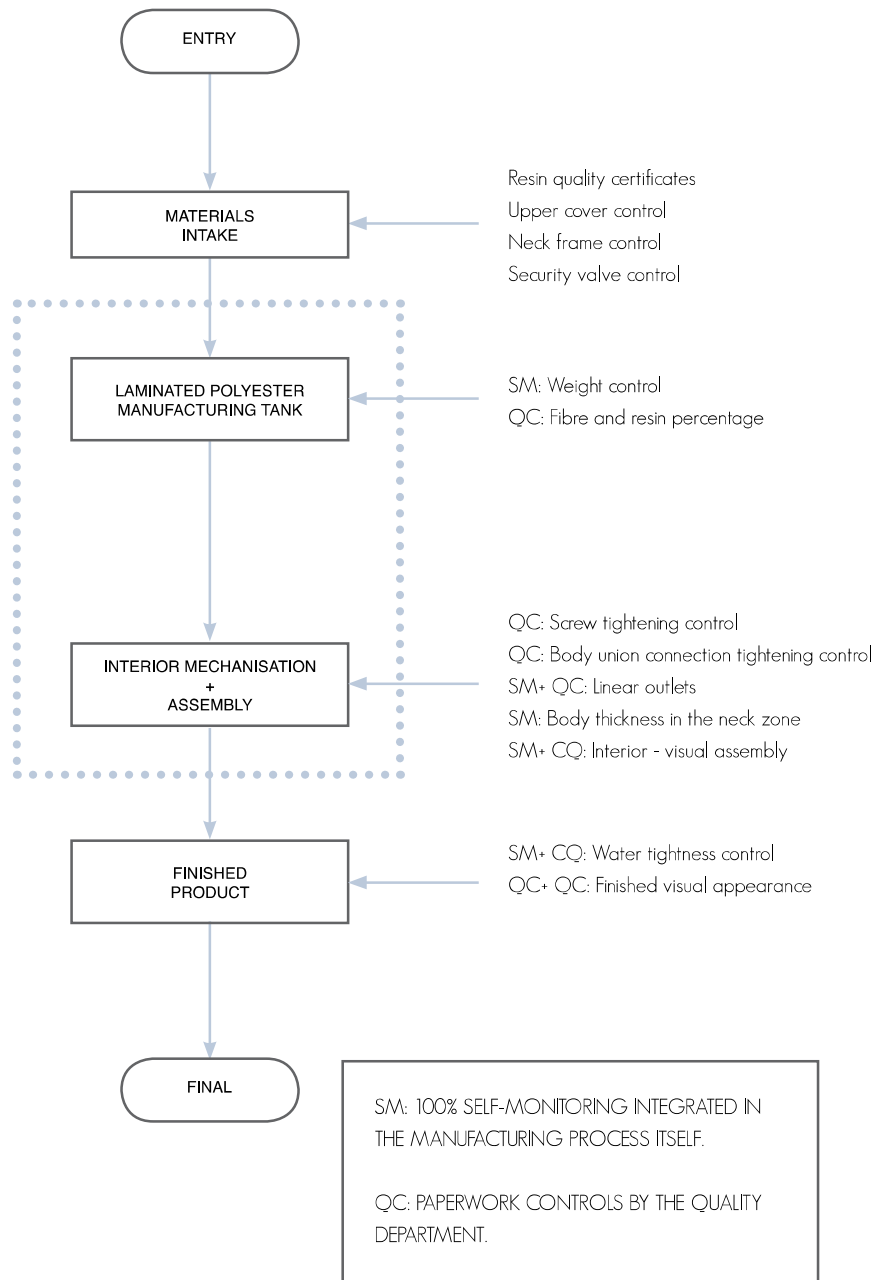 ENTRY
MATERIALS
INTAKE
Resin quality certificates
Upper cover control
Neck frame control
Security valve control
LAMINATED POLYESTER
MANUFACTURING TANK
SM: Weight control
QC: Fibre and resin percentage
INTERIOR MECHANISATION
+
ASSEMBLY
QC: Screw tightening control
QC: Body union connection tightening control
SM+ QC: Linear outlets
SM: Body thickness in the neck zone
SM+ CQ: Interior - visual assembly
FINISHED
PRODUCT
SM+ CQ: Water tightness control
QC+ QC: Finished visual appearance
FINAL
SM: 100% SELF-MONITORING INTEGRATED IN
THE MANUFACTURING PROCESS ITSELF.
QC: PAPERWORK CONTROLS BY THE QUALITY
DEPARTMENT.